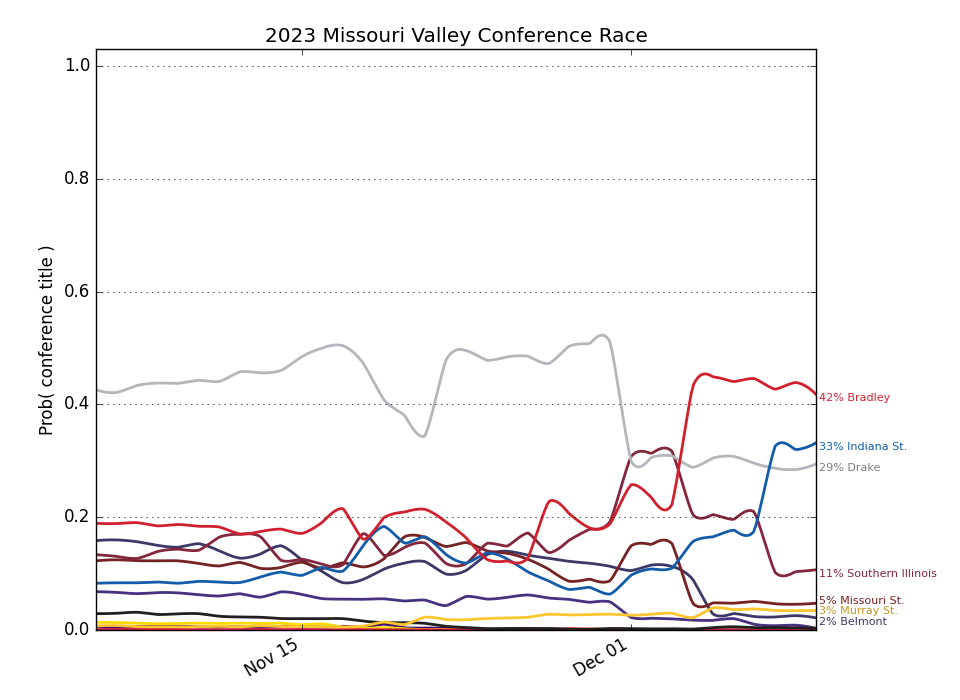 2023 Missouri Valley Conference Race
Prob( conference title )
1.0
0.8
0.6
0.4
0.2
0.0
Nov 15
Dec 01
42% Bradley
33% Indiana St.
29% Drake
11% Southern Illinois
5% Missouri St.
3% Murray St.
2% Belmont